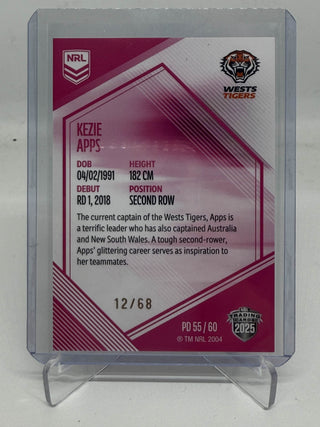 NRL
WESTS
TIGERS
KEZIE
APPS
DOB HEIGHT
04/02/1991 182 CM
DEBUT POSITION
RD 1, 2018 SECOND ROW
The current captain of the Wests Tigers, Apps is
a terrific leader who has also captained Australia
and New South Wales. A tough second-rower,
Apps' glittering career serves as inspiration to
her teammates.
12/68
PD 55 / 60
TRADING
CARDS
2025
® TM NRL 2004